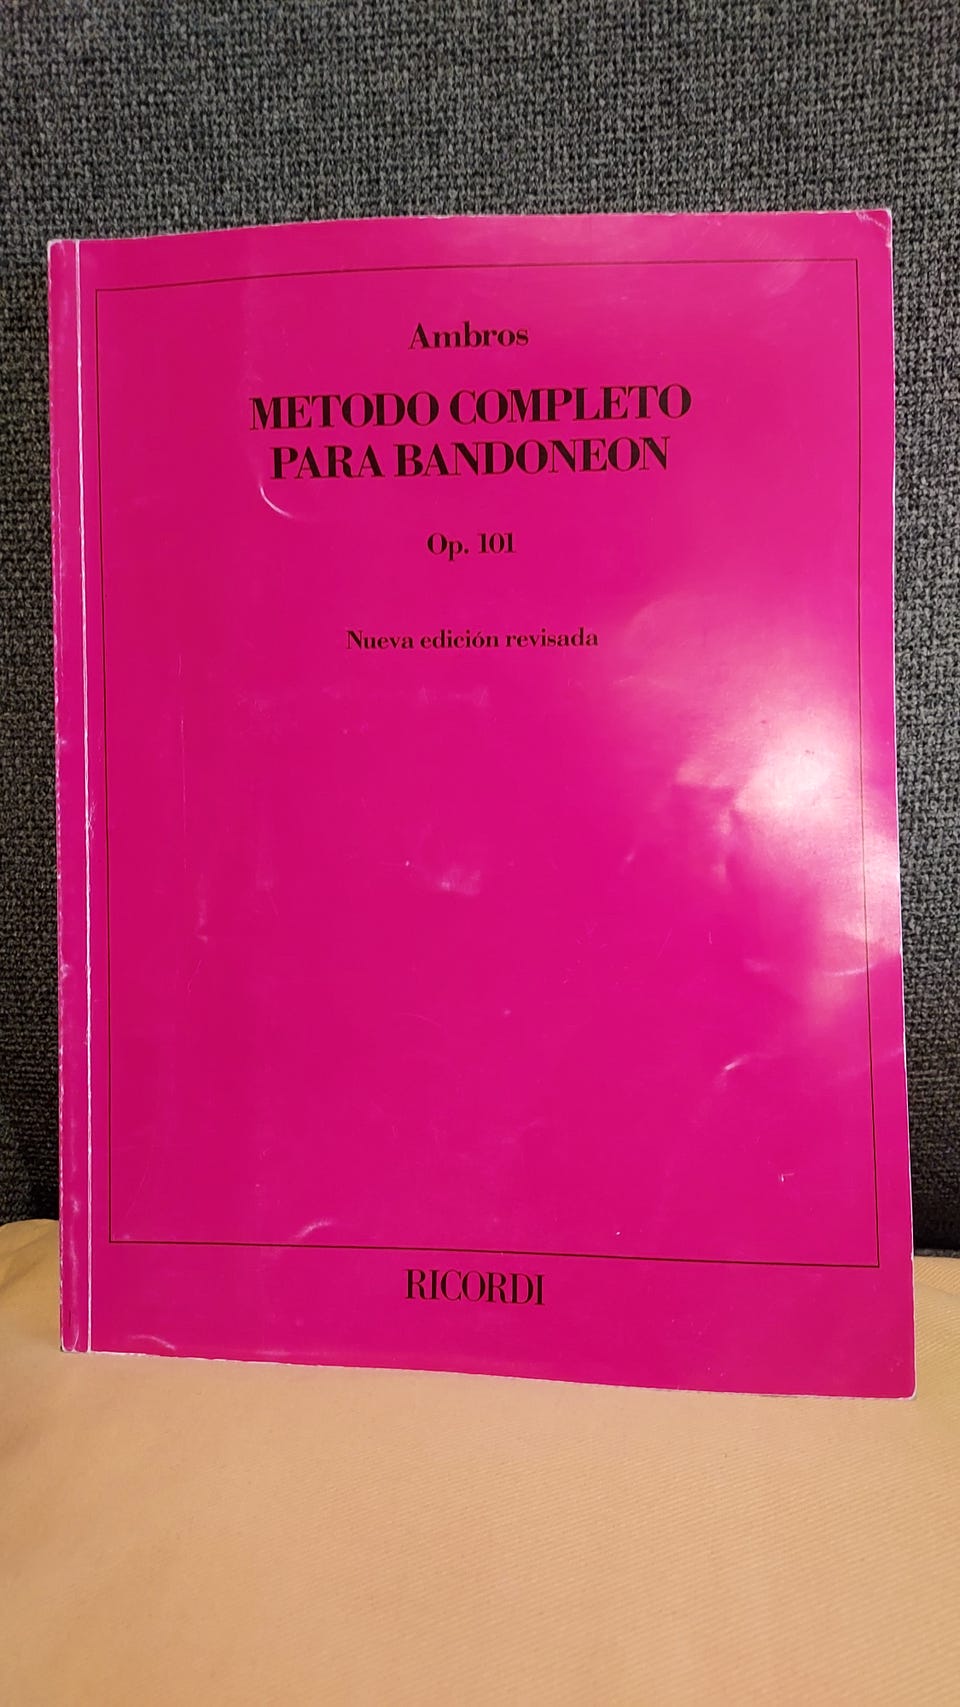 Ambros
METODO COMPLETO
PARA BANDONEON
Op. 101
Nueva edición revisada
RICORDI